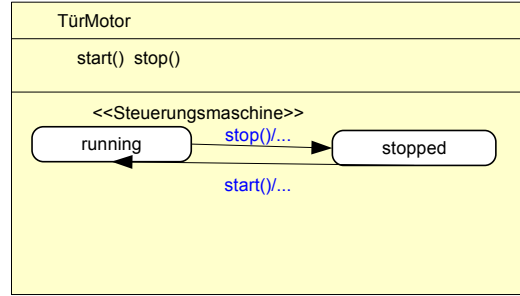 TürMotor
start() stop()
<<Steuerungsmaschine>>
stop()/...
running
stopped
start()/...